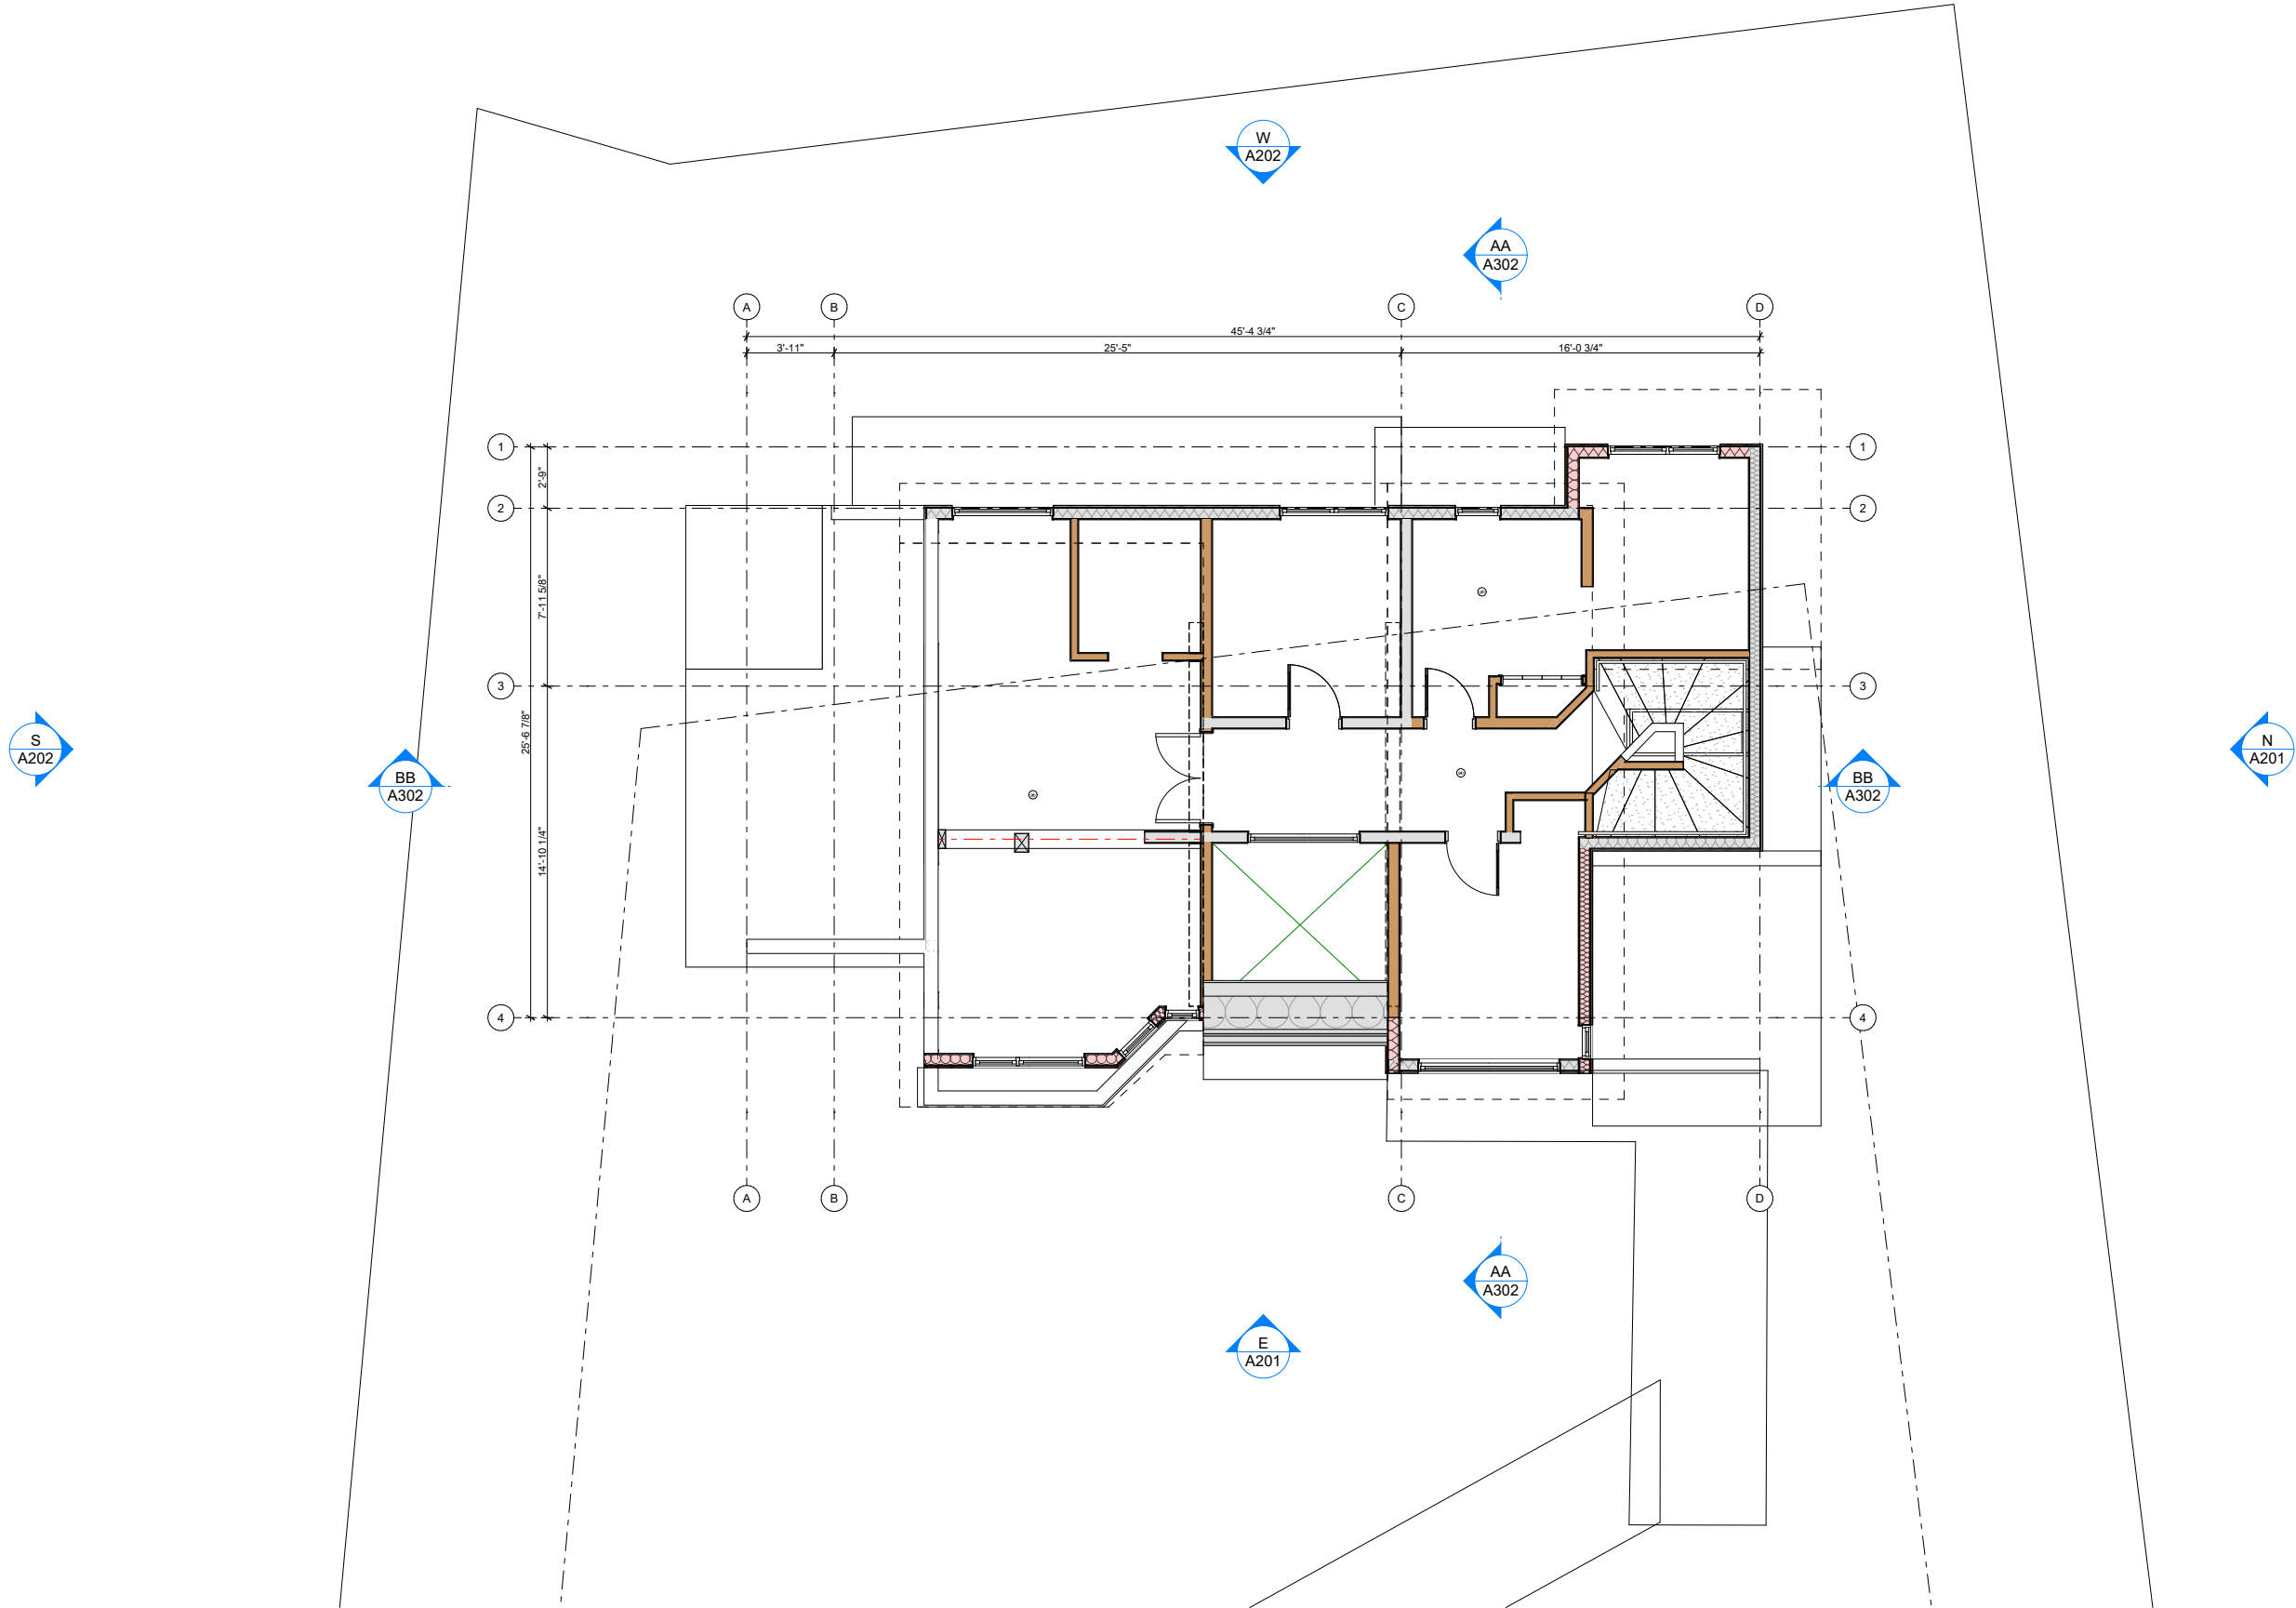 W
A202
AA
A302
A
B
C
D
45'-4 3/4"
3'-11"
25'-5"
16'-0 3/4"
1
1
2'-9"
2
2
7'-11 5/8"
3
3
25'-6 7/8"
S
A202
N
A201
BB
A302
BB
A302
14'-10 1/4"
4
4
A
B
C
D
AA
A302
E
A201